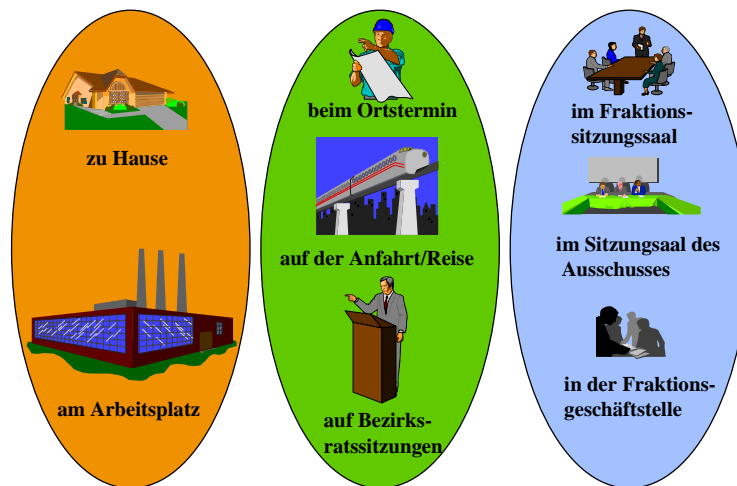 zu Hause
am Arbeitsplatz
beim Ortstermin
auf der Anfahrt/Reise
auf Bezirks-
ratssitzungen
im Fraktions-
sitzungssaal
im Sitzungsaal des
Ausschusses
in der Fraktions-
geschäftstelle